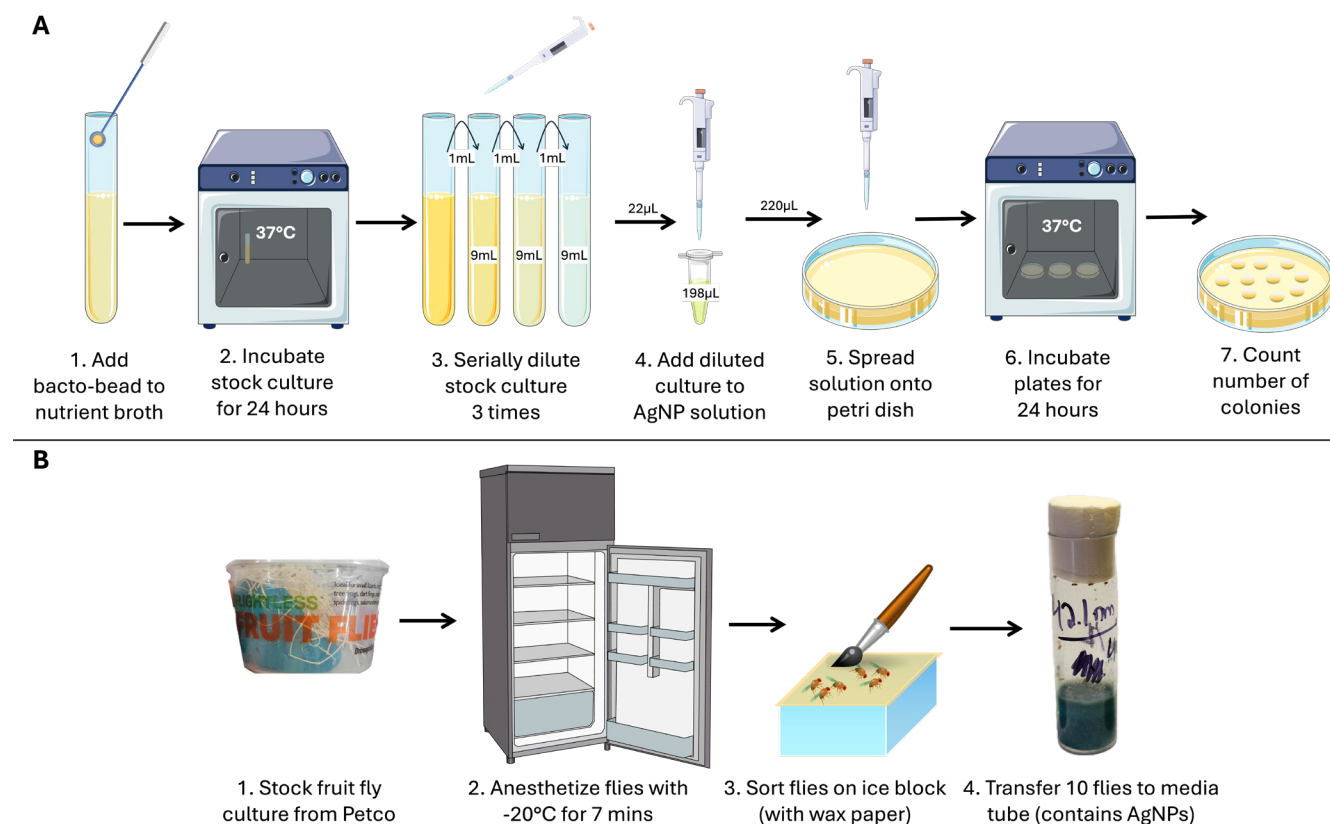 A
1mL
1mL
1mL
22µL
220µL
37°C
9mL
9mL
9mL
198µL
37°C
1. Add
bacto-bead to
nutrient broth
2. Incubate
stock culture
for 24 hours
3. Serially dilute
stock culture
3 times
4. Add diluted
culture to
AgNP solution
5. Spread
solution onto
petri dish
6. Incubate
plates for
24 hours
7. Count
number of
colonies
B
FLIGHTLESS
FRUIT FLIE
42.1nm
1. Stock fruit fly
culture from Petco
2. Anesthetize flies with
-20°C for 7 mins
3. Sort flies on ice block
(with wax paper)
4. Transfer 10 flies to media
tube (contains AgNPs)